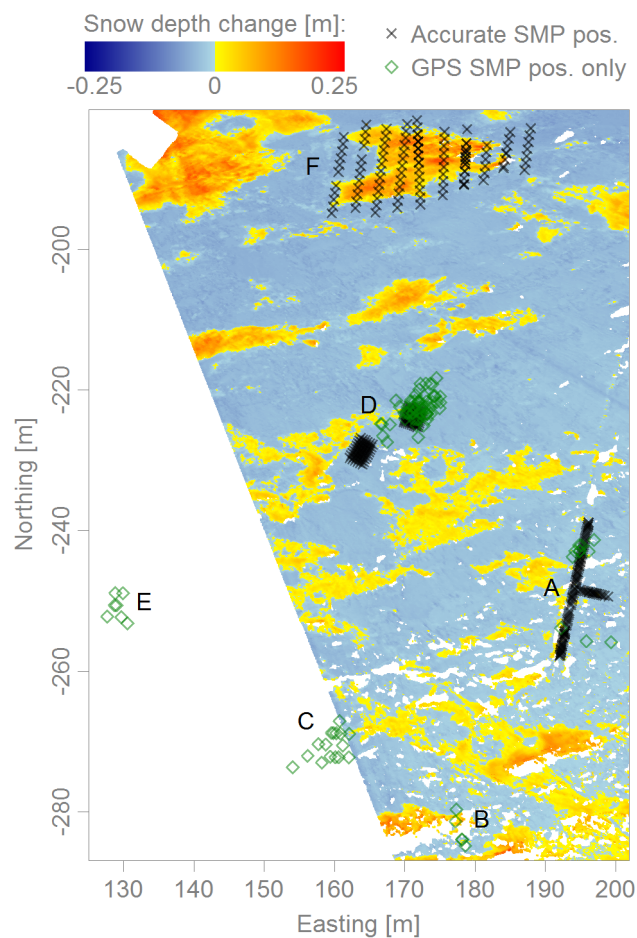 Snow depth change [m]:
-0.25 0 0.25
× Accurate SMP pos.
◇ GPS SMP pos. only
F
-200
-220
D
Northing [m]
-240
A
E
-260
C
-280
B
130 140 150 160 170 180 190 200
Easting [m]